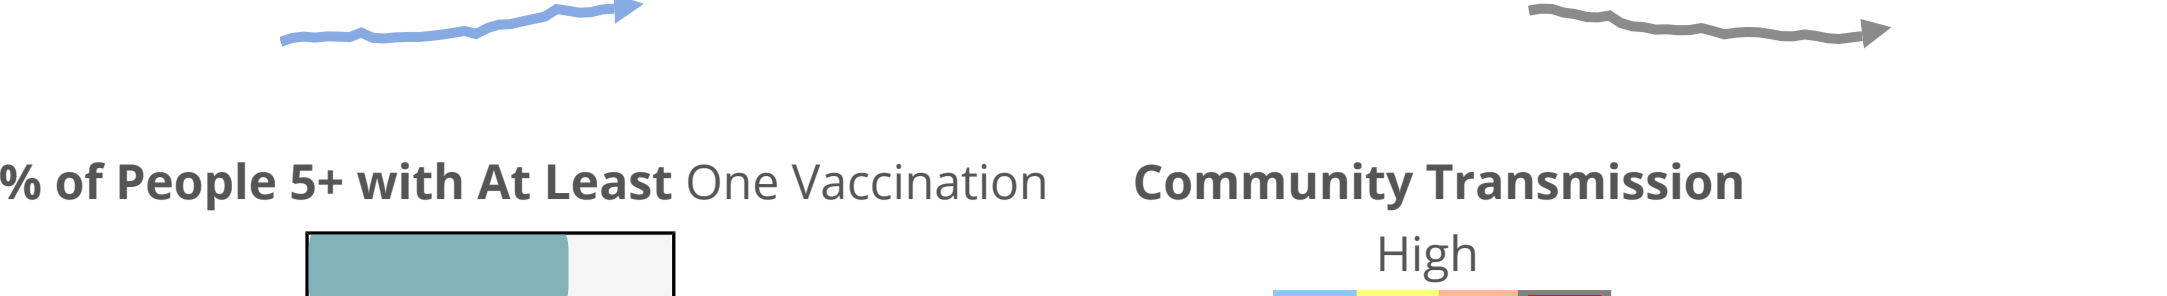 % of People 5+ with At Least One Vaccination
Community Transmission
High